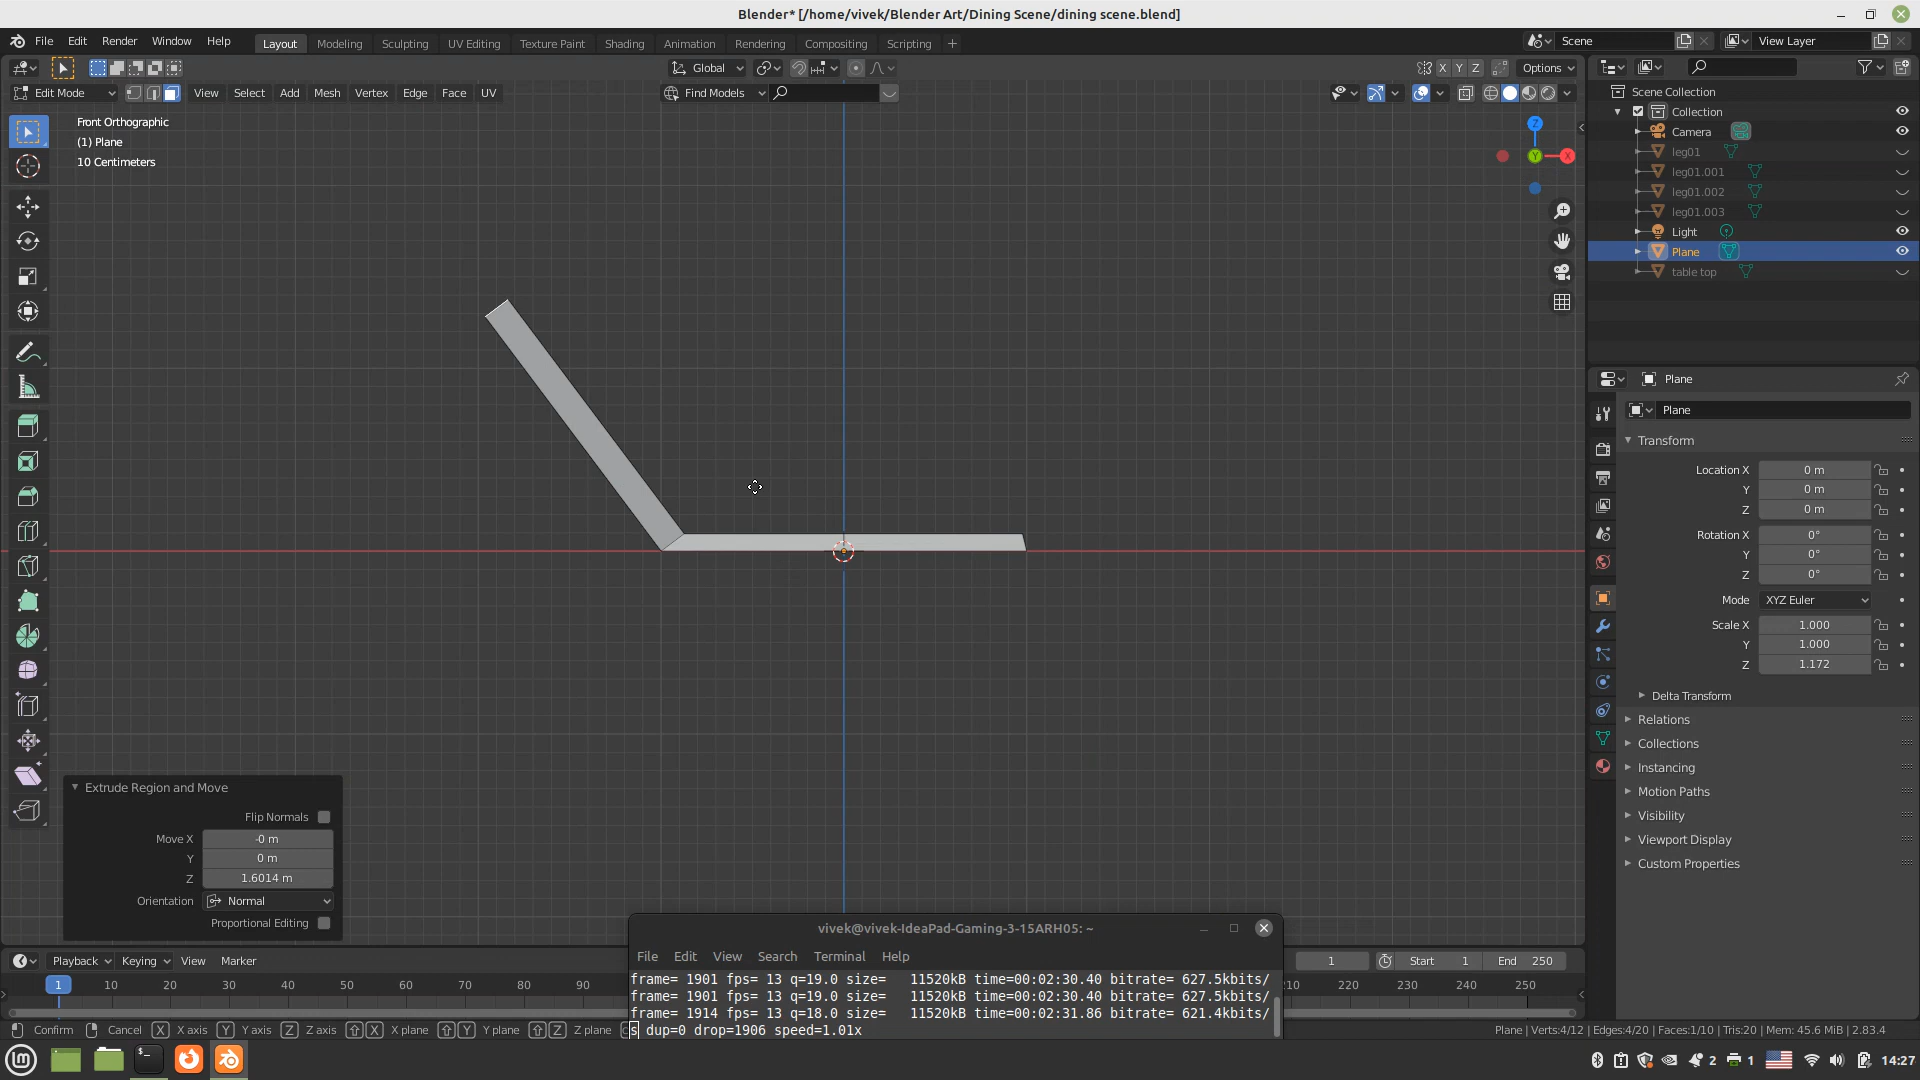 Blender* [/home/vivek/Blender Art/Dining Scene/dining scene.blend]
File Edit Render Window Help
Layout Modeling Sculpting UV Editing Texture Paint Shading Animation Rendering Compositing Scripting +
Scene View Layer
Global Options
X Y Z
Edit Mode View Select Add Mesh Vertex Edge Face UV
Find Models
Front Orthographic
(1) Plane
10 Centimeters
Z
Y X
Scene Collection
Collection
Camera
leg01
leg01.001
leg01.002
leg01.003
Light
Plane
table top
Plane
Plane
Transform
Location X 0 m
Y 0 m
Z 0 m
Rotation X 0°
Y 0°
Z 0°
Mode XYZ Euler
Scale X 1.000
Y 1.000
Z 1.172
Delta Transform
Relations
Collections
Instancing
Motion Paths
Visibility
Viewport Display
Custom Properties
Extrude Region and Move
Flip Normals
Move X -0 m
Y 0 m
Z 1.6014 m
Orientation Normal
Proportional Editing
vivek@vivek-IdeaPad-Gaming-3-15ARH05: ~
File Edit View Search Terminal Help
frame= 1901 fps= 13 q=19.0 size= 11520kB time=00:02:30.40 bitrate= 627.5kbits/
frame= 1901 fps= 13 q=19.0 size= 11520kB time=00:02:30.40 bitrate= 627.5kbits/
frame= 1914 fps= 13 q=18.0 size= 11520kB time=00:02:31.86 bitrate= 621.4kbits/
s dup=0 drop=1906 speed=1.01x
Playback Keying View Marker
1 Start 1 End 250
1 10 20 30 40 50 60 70 80 90 210 220 230 240 250
Confirm Cancel X X axis Y Y axis Z Z axis X X plane Y Y plane Z Z plane
Plane | Verts:4/12 | Edges:4/20 | Faces:1/10 | Tris:20 | Mem: 45.6 MiB | 2.83.4
2 1 14:27